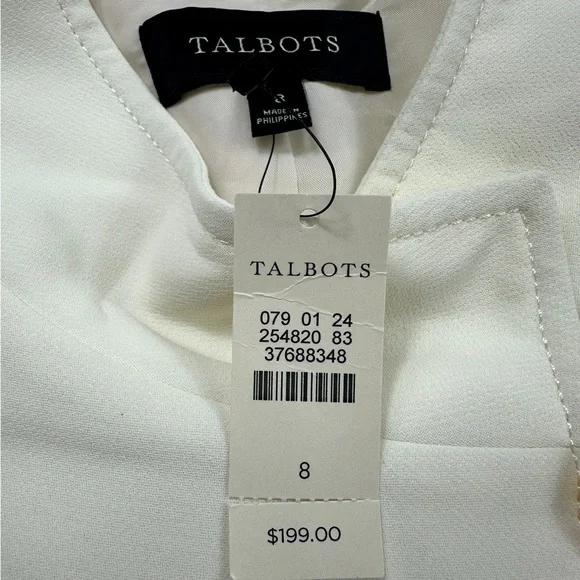 TALBOTS
8
MADE IN
PHILIPPINES
TALBOTS
079 01 24
254820 83
37688348
8
$199.00